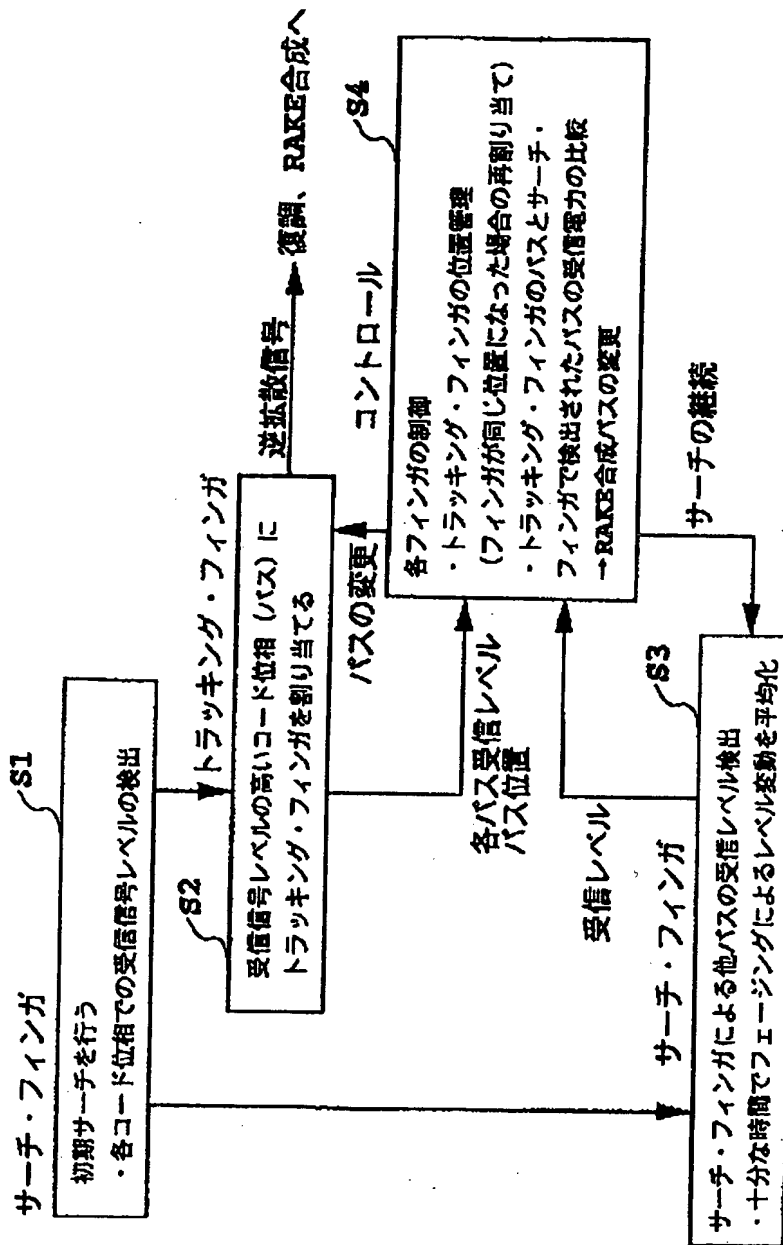 サーチ・フィンガ
S1
初期サーチを行う
・各コード位相での受信信号レベルの検出
トラッキング・フィンガ
S2
受信信号レベルの高いコード位相(パス)に
トラッキング・フィンガを割り当てる
逆拡散信号
復調、RAKE合成へ
パスの変更
コントロール
S4
各フィンガの制御
・トラッキング・フィンガの位置管理
(フィンガが同じ位置になった場合の再割り当て)
・トラッキング・フィンガのパスとサーチ・
フィンガで検出されたパスの受信電力の比較
→RAKE合成パスの変更
各パス受信レベル
パス位置
受信レベル
サーチの継続
サーチ・フィンガ
S3
サーチ・フィンガによる他パスの受信レベル検出
・十分な時間でフェージングによるレベル変動を平均化